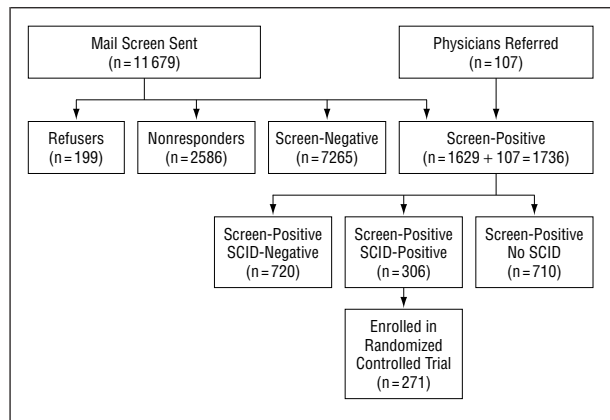 Mail Screen Sent
(n = 11 679)
Physicians Referred
(n = 107)
Refusers
(n = 199)
Nonresponders
(n = 2586)
Screen-Negative
(n = 7265)
Screen-Positive
(n = 1629 + 107 = 1736)
Screen-Positive
SCID-Negative
(n = 720)
Screen-Positive
SCID-Positive
(n = 306)
Screen-Positive
No SCID
(n = 710)
Enrolled in
Randomized
Controlled Trial
(n = 271)